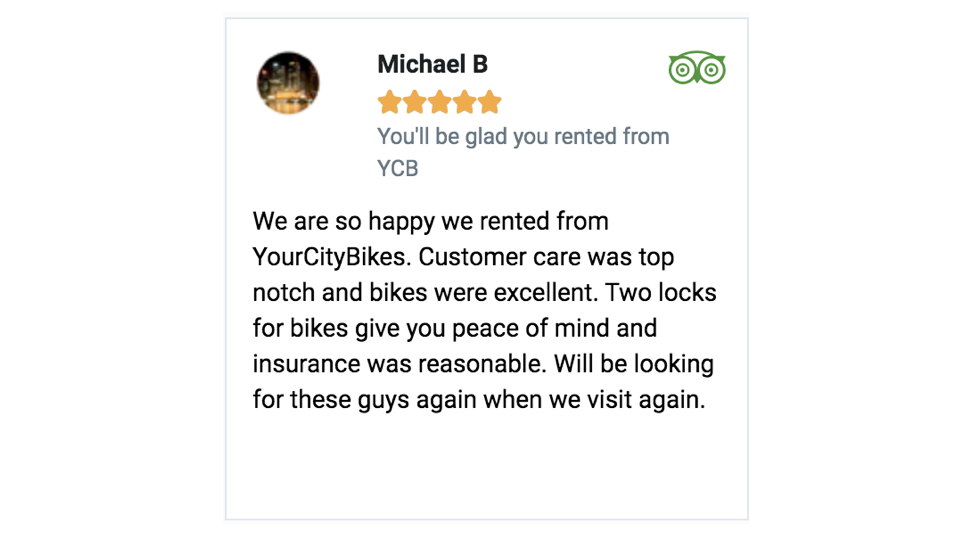 Michael B
You'll be glad you rented from
YCB
We are so happy we rented from
YourCityBikes. Customer care was top
notch and bikes were excellent. Two locks
for bikes give you peace of mind and
insurance was reasonable. Will be looking
for these guys again when we visit again.